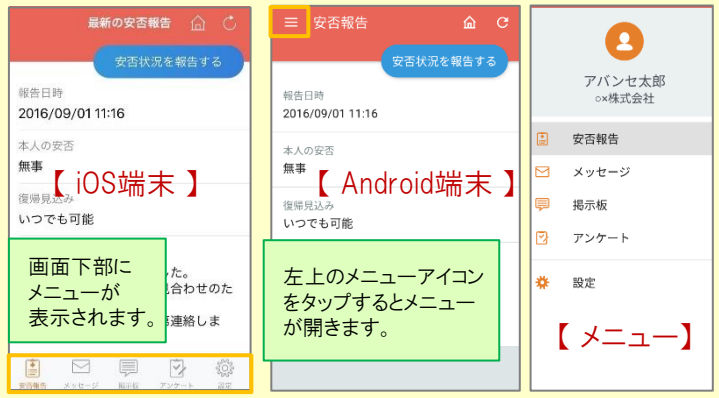 最新の安否報告
安否状況を報告する
報告日時
2016/09/01 11:16
本人の安否
無事
【 iOS端末 】
復帰見込み
いつでも可能
画面下部に
メニューが
表示されます。
した。
合わせのた
連絡しま
安否報告 メッセージ 掲示板 アンケート 設定
安否報告
安否状況を報告する
報告日時
2016/09/01 11:16
本人の安否
無事
【 Android端末 】
復帰見込み
いつでも可能
左上のメニューアイコン
をタップするとメニュー
が開きます。
アバンセ太郎
○×株式会社
安否報告
メッセージ
掲示板
アンケート
設定
【 メニュー】